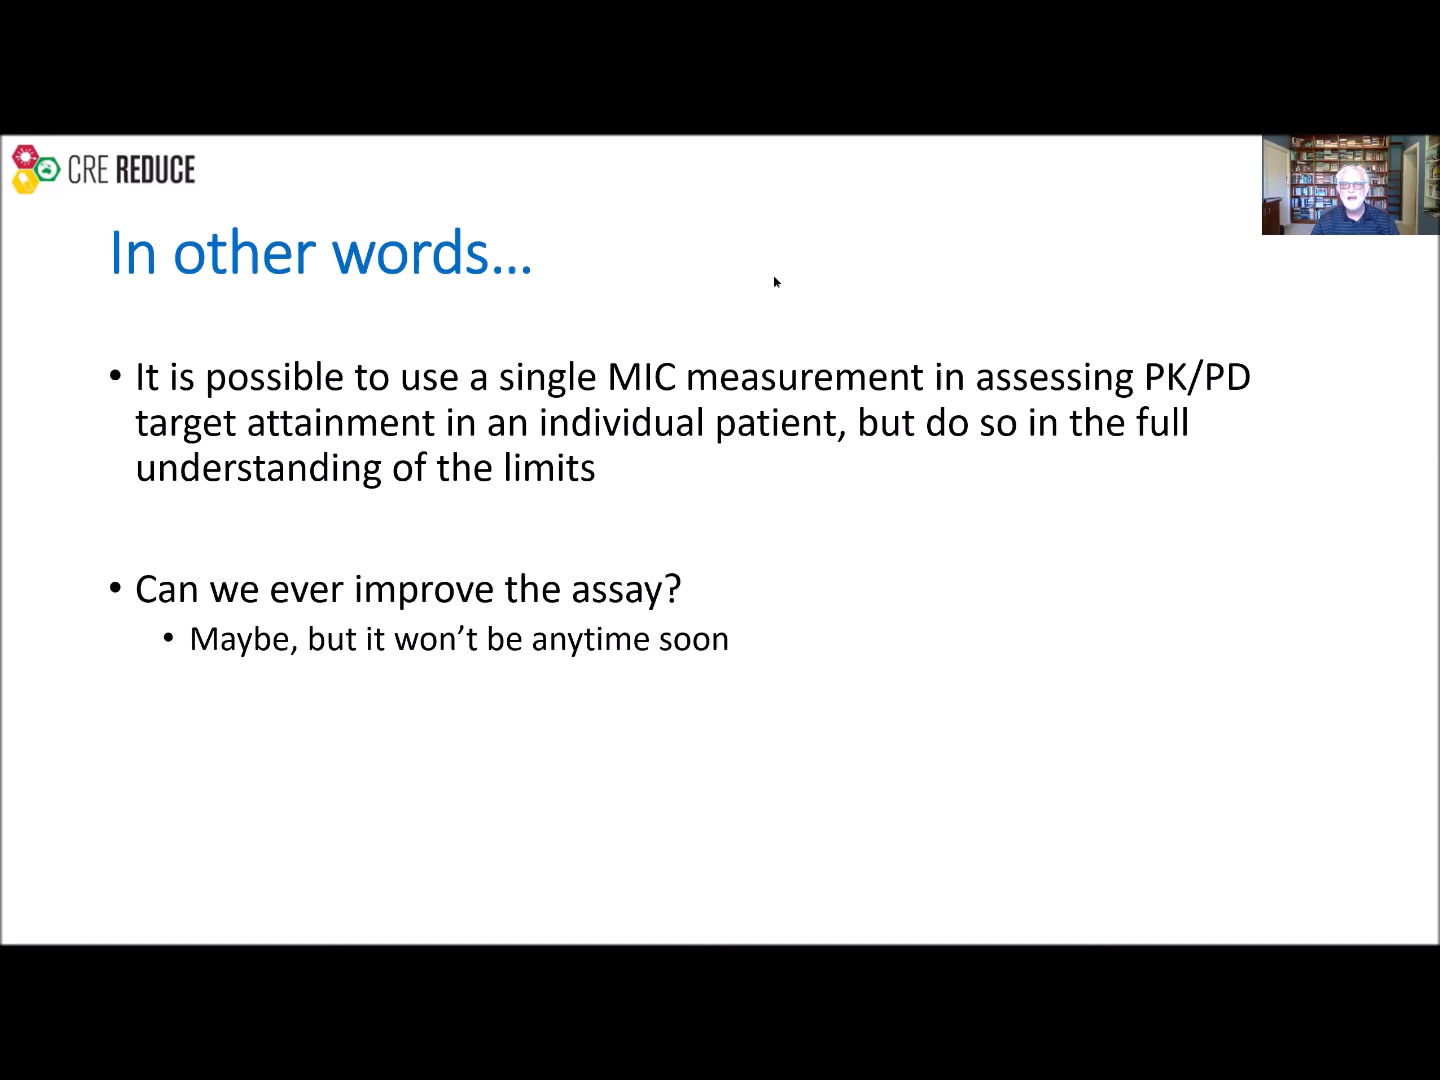 CRE REDUCE
In other words...
• It is possible to use a single MIC measurement in assessing PK/PD
target attainment in an individual patient, but do so in the full
understanding of the limits
• Can we ever improve the assay?
• Maybe, but it won’t be anytime soon